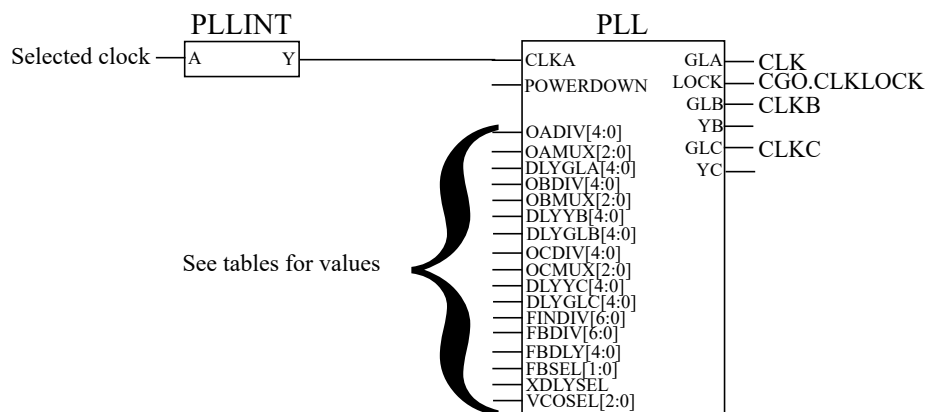 PLLINT
PLL
Selected clock
A
Y
CLKA
GLA
CLK
POWERDOWN
LOCK
CGO.CLKLOCK
GLB
CLKB
YB
GLC
CLKC
YC
See tables for values
OADIV[4:0]
OAMUX[2:0]
DLYGLA[4:0]
OBDIV[4:0]
OBMUX[2:0]
DLYYB[4:0]
DLYGLB[4:0]
OCDIV[4:0]
OCMUX[2:0]
DLYYC[4:0]
DLYGLC[4:0]
FINDIV[6:0]
FBDIV[6:0]
FBDLY[4:0]
FBSEL[1:0]
XDLYSEL
VCOSEL[2:0]